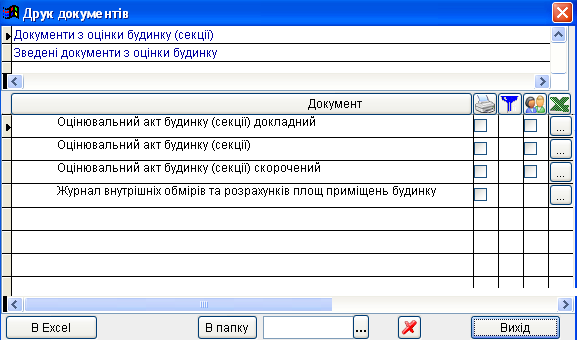 Друк документів
Документи з оцінки будинку (секції)
Зведені документи з оцінки будинку
Документ
Оцінювальний акт будинку (секції) докладний
...
Оцінювальний акт будинку (секції)
...
Оцінювальний акт будинку (секції) скорочений
...
Журнал внутрішніх обмірів та розрахунків площ приміщень будинку
...
В Excel
В папку
...
Вихід